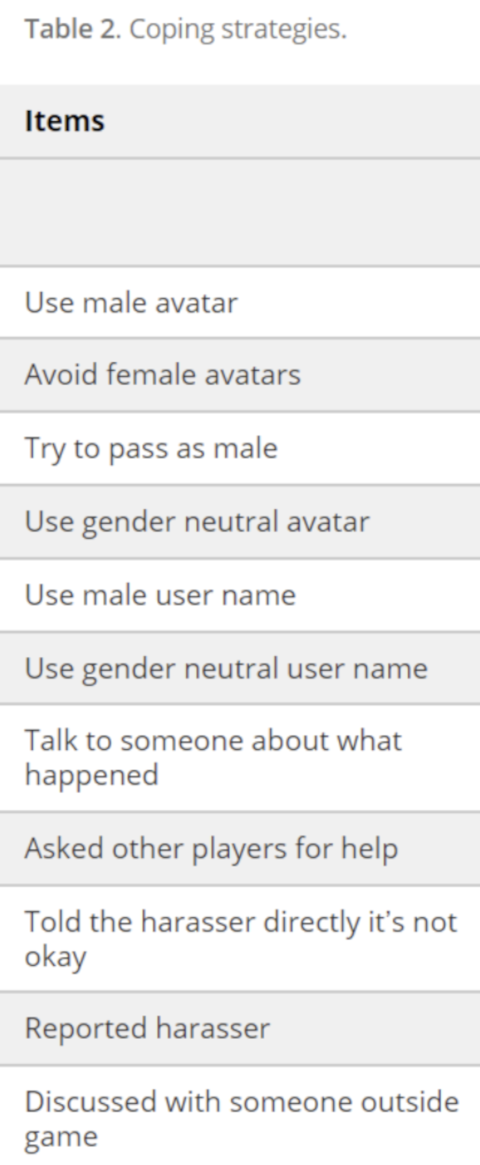 Table 2. Coping strategies.
Items
Use male avatar
Avoid female avatars
Try to pass as male
Use gender neutral avatar
Use male user name
Use gender neutral user name
Talk to someone about what
happened
Asked other players for help
Told the harasser directly it’s not
okay
Reported harasser
Discussed with someone outside
game